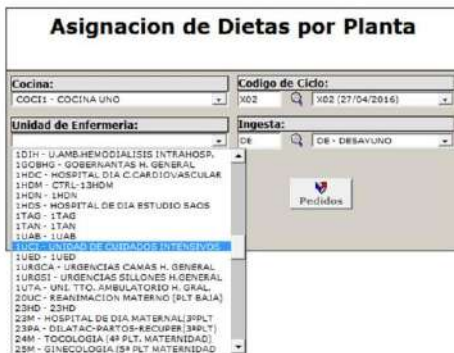 Asignacion de Dietas por Planta
Cocina:
COCI1 - COCINA UNO
Codigo de Ciclo:
X02
X02 (27/04/2016)
Unidad de Enfermeria:
Ingesta:
DE
DE - DESAYUNO
Pedidos
1DIH - U.AMB.HEMODIALISIS INTRAHOSP.
1GOBHG - GOBERNANTAS H. GENERAL
1HDC - HOSPITAL DIA C.CARDIOVASCULAR
1HDM - CTRL-13HDM
1HDN - 1HDN
1HDS - HOSPITAL DE DIA ESTUDIO SAOS
1TAG - 1TAG
1TAN - 1TAN
1UAB - 1UAB
1UCI - UNIDAD DE CUIDADOS INTENSIVOS
1UED - 1UED
1URGCA - URGENCIAS CAMAS H. GENERAL
1URGSI - URGENCIAS SILLONES H.GENERAL
1UTA - UNI. TTO. AMBULATORIO H. GRAL.
20UC - REANIMACION MATERNO (PLT BAJA)
23HD - 23HD
23M - HOSPITAL DE DIA MATERNAL(3ºPLT
23PA - DILATAC-PARTOS-RECUPER(3ªPLT)
24M - TOCOLOGIA (4ª PLT. MATERNIDAD)
25M - GINECOLOGIA (5ª PLT MATERNIDAD